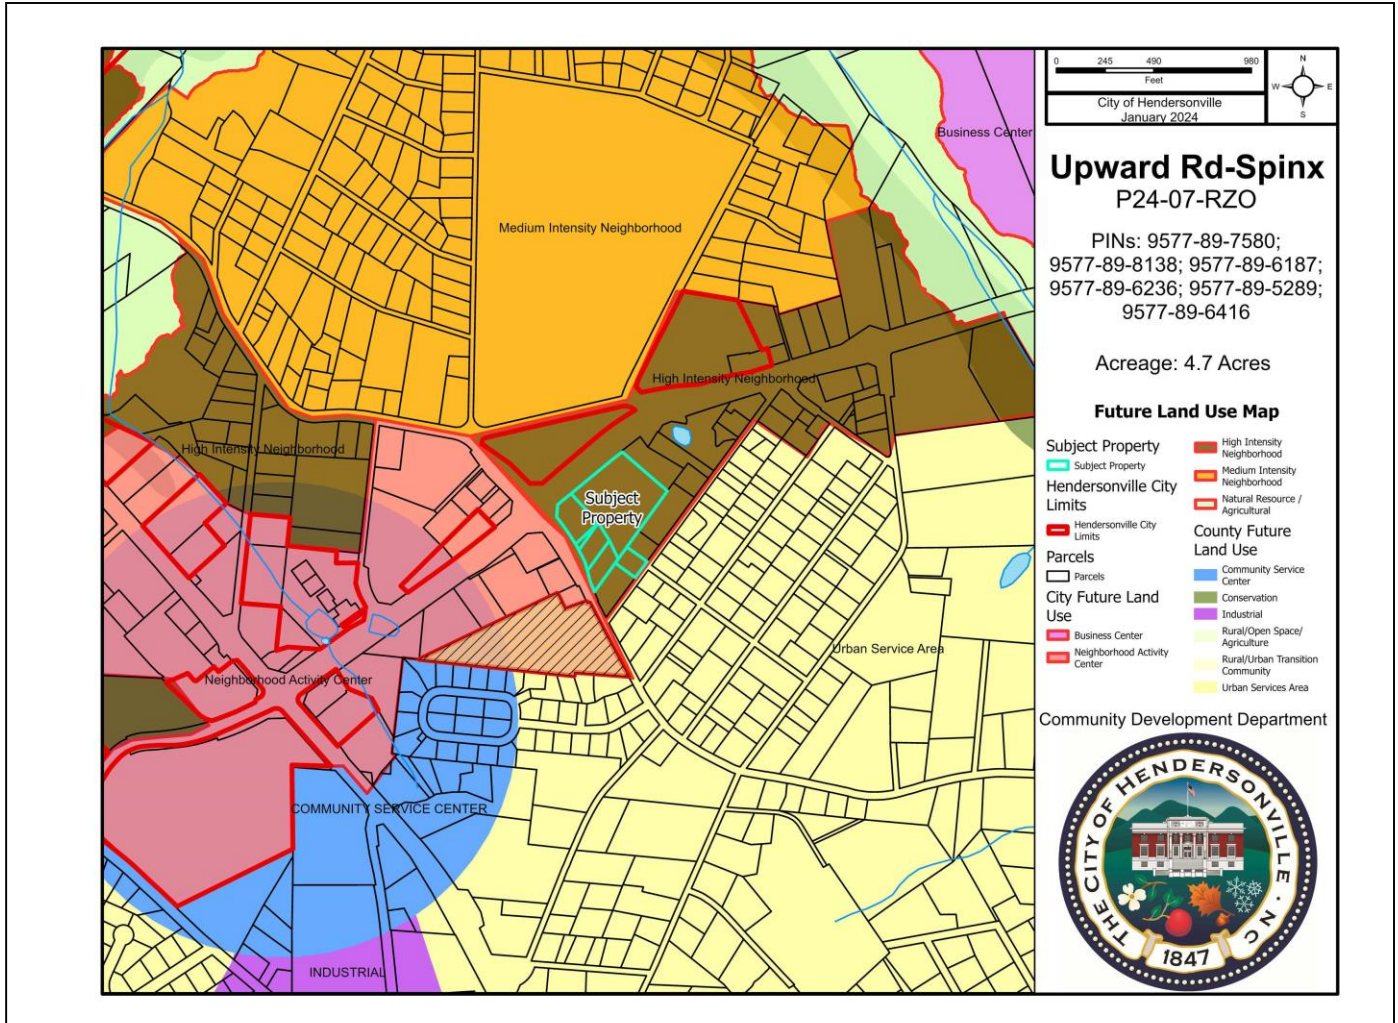 0 245 490 980
Feet
City of Hendersonville
January 2024
N
W E
S
Upward Rd-Spinx
P24-07-RZO
PINs: 9577-89-7580;
9577-89-8138; 9577-89-6187;
9577-89-6236; 9577-89-5289;
9577-89-6416
Acreage: 4.7 Acres
Future Land Use Map
Subject Property
Subject Property
Hendersonville City
Limits
Hendersonville City
Limits
Parcels
Parcels
City Future Land
Use
Business Center
Neighborhood Activity
Center
High Intensity
Neighborhood
Medium Intensity
Neighborhood
Natural Resource /
Agricultural
County Future
Land Use
Community Service
Center
Conservation
Industrial
Rural/Open Space/
Agriculture
Rural/Urban Transition
Community
Urban Services Area
Community Development Department
THE CITY OF HENDERSONVILLE · NC
1847
Business Center
Medium Intensity Neighborhood
High Intensity Neighborhood
High Intensity Neighborhood
Subject
Property
Urban Service Area
Neighborhood Activity Center
COMMUNITY SERVICE CENTER
INDUSTRIAL